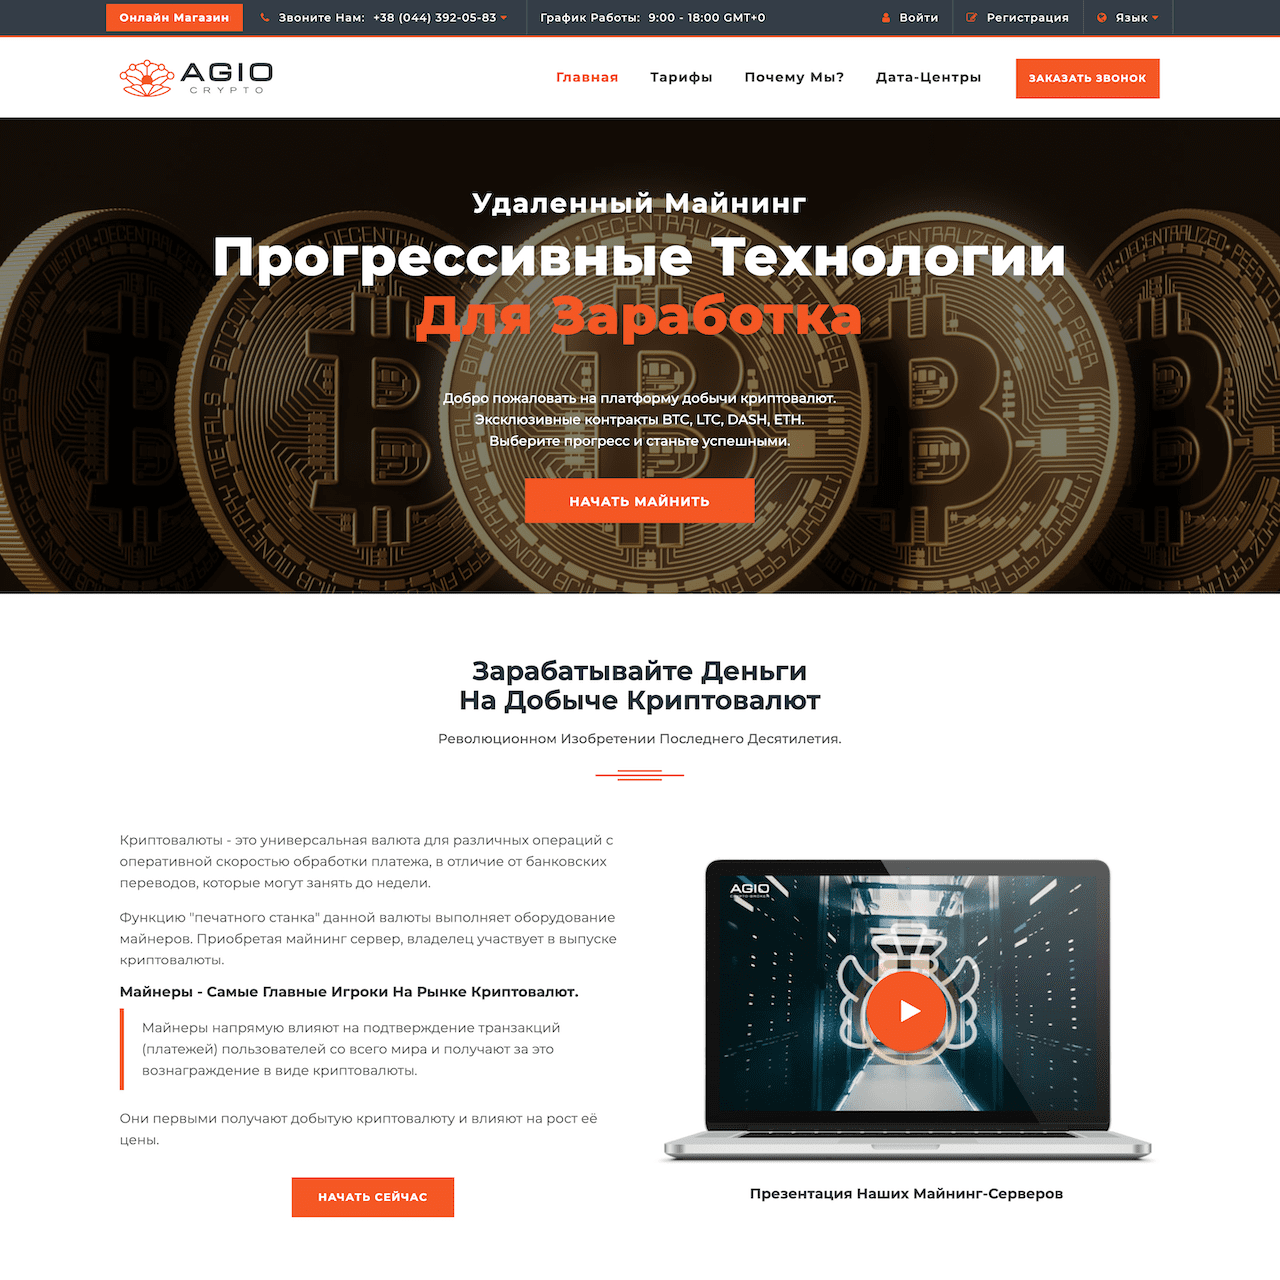 Онлайн Магазин
Звоните Нам: +38 (044) 392-05-83
График Работы: 9:00 - 18:00 GMT+0
Войти
Регистрация
Язык
AGIO
CRYPTO
Главная
Тарифы
Почему Мы?
Дата-Центры
ЗАКАЗАТЬ ЗВОНОК
Удаленный Майнинг
Прогрессивные Технологии
Для Заработка
Добро пожаловать на платформу добычи криптовалют.
Эксклюзивные контракты BTC, LTC, DASH, ETH.
Выберите прогресс и станьте успешными.
НАЧАТЬ МАЙНИТЬ
Зарабатывайте Деньги
На Добыче Криптовалют
Революционном Изобретении Последнего Десятилетия.
Криптовалюты - это универсальная валюта для различных операций с
оперативной скоростью обработки платежа, в отличие от банковских
переводов, которые могут занять до недели.
Функцию "печатного станка" данной валюты выполняет оборудование
майнеров. Приобретая майнинг сервер, владелец участвует в выпуске
криптовалюты.
Майнеры - Самые Главные Игроки На Рынке Криптовалют.
Майнеры напрямую влияют на подтверждение транзакций
(платежей) пользователей со всего мира и получают за это
вознаграждение в виде криптовалюты.
Они первыми получают добытую криптовалюту и влияют на рост её
цены.
НАЧАТЬ СЕЙЧАС
AGIO
CRYPTO-BROKER
Презентация Наших Майнинг-Серверов